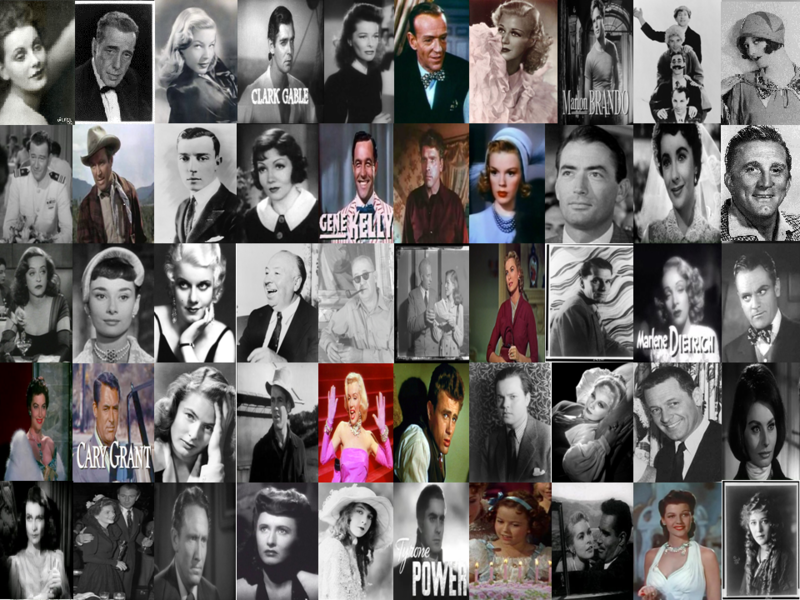 CLARK GABLE
Marlon BRANDO
GENE
KELLY
Marlene DIETRICH
CARY GRANT
Tyrone
POWER